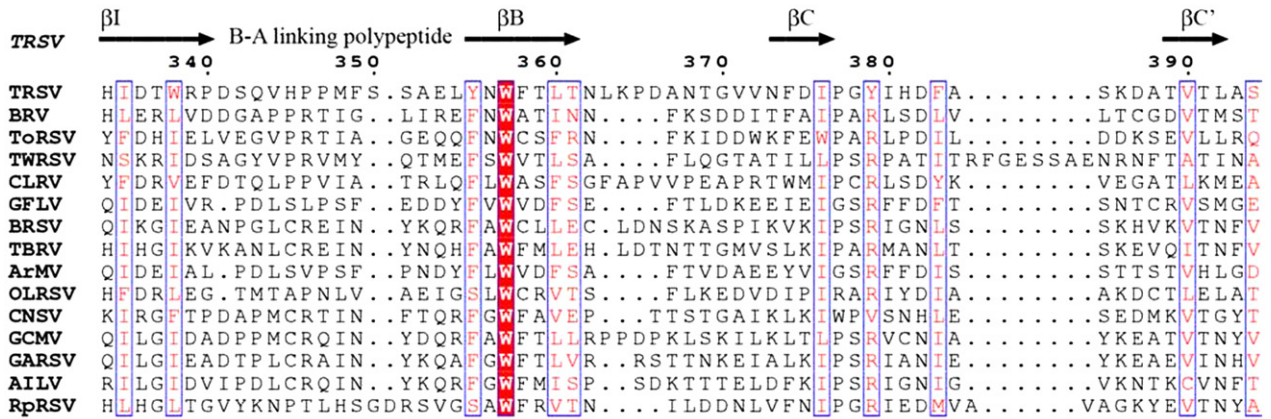 βI βB βC βC’
TRSV B-A linking polypeptide
340 350 360 370 380 390
TRSV HIDTWRPDSQVHPPMFS.SAELYNWFTLTNLKPDANTGVVNFDIPGYIHDFA.........SKDATVTLAS
BRV HLERLVDDGAPPRTIG..LIREFNWATINN....FKSDDITFAIPARLSDLV.........LTCGDVTMST
ToRSV YFDHIELVEGVPRTIA..GEQQFNWCSFRN....FKIDDWKFEWPARLPDIL.........DDKSEVLLRQ
TWRSV NSKRIDSAGYVPRVMY..QTMEFSWVTLSA....FLQGTATILLPSRPATITRFGESSAENRNFTATINA
CLRV YFDRVEFDTQLPPVIA..TRLQFLWASFSGFAPVVPEAPRTWMIPCRLSDYK.........VEGATLKMEA
GFLV QIDEIVR.PDLSLPSF..EDDYFVWVDFSE....FTLDKEEIEIGSRFFDFT.........SNTCRVSMGE
BRSV QIKGIEANPGLCREIN..YKQRFAWCLLEC.LDNSKASPIKVKIPSRIGNLS.........SKHVKVTNFV
TBRV HIHGIKVKANLCREIN..YNQHFAWFMLEH.LDTNTTGMVSLKIPARMANLT.........SKEVQITNFV
ArMV QIDEIAL.PDLSVPSF..PNDYFLWVDFSA....FTVDAEEYVIGSRFFDIS.........STTSTVHLGD
OLRSV HFDRLEG.TMTAPNLV..AEIGSLWCRVTS....FLKEDVDIPIRARIYDIA.........AKDCTLELAT
CNSV KIRGFTPDAPMCRTIN..FTQRFGWFAVEP....TTSTGAIKLKIWPVSNHLE........SEDMKVTGYT
GCMV QILGIDADPPMCRQIN..YDQRFAWFTLLRPPDPKLSKILKLTLPSRVCNIA.........YKEATVTNYV
GARSV QILGIEADTPLCRAIN..YKQAFGWFTLVR..RSTTNKEIAIKIPSRIANIE.........YKEAEVINHV
AILV RILGIDVIPDLCRQIN..YKQRFGWFMISP...SDKTTTELDFKIPSRIGNIG........VKNTKCVNFT
RpRSV HLHGLTGVYKNPTLHSGDRSVGSAWFRVTN....ILDDNLVFNIPGRIEDMVA........VAGKYEVTNYA